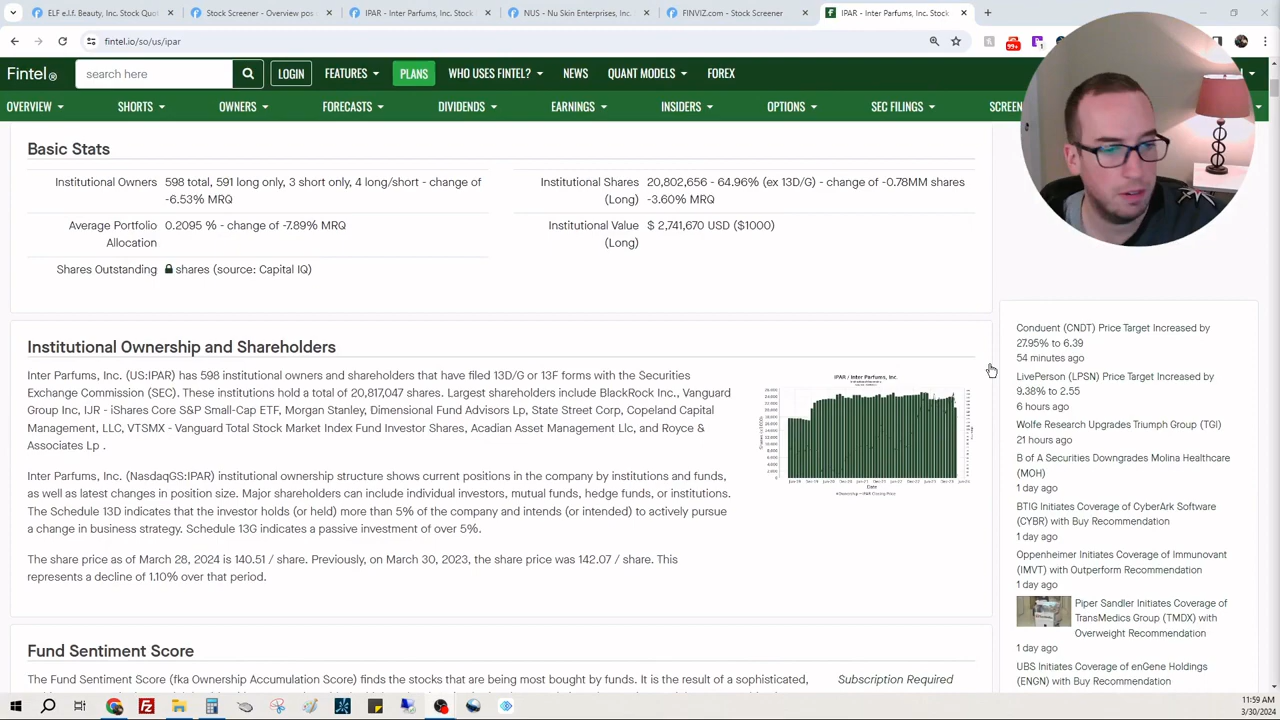 ELF e.l.f. Beauty, Inc. Stock Quo
Stock Screener - Overview pos
IPAR - Inter Parfums, Inc. Stoc
NUS - Nu Skin Enterprises, Inc.
FINVIZ.com - Stock Screener
IPAR - Inter Parfums, Inc. Stock
fintel.io/so/us/ipar
99+
Fintel
search here
LOGIN
FEATURES
PLANS
WHO USES FINTEL?
NEWS
QUANT MODELS
FOREX
OVERVIEW
SHORTS
OWNERS
FORECASTS
DIVIDENDS
EARNINGS
INSIDERS
OPTIONS
SEC FILINGS
SCREEN
Basic Stats
Institutional Owners
598 total, 591 long only, 3 short only, 4 long/short - change of
-6.53% MRQ
Institutional Shares
(Long)
20,802,656 - 64.96% (ex 13D/G) - change of -0.78MM shares
-3.60% MRQ
Average Portfolio
Allocation
0.2095 % - change of -7.89% MRQ
Institutional Value
(Long)
$ 2,741,670 USD ($1000)
Shares Outstanding
shares (source: Capital IQ)
Institutional Ownership and Shareholders
Inter Parfums, Inc. (US:IPAR) has 598 institutional owners and shareholders that have filed 13D/G or 13F forms with the Securities
Exchange Commission (SEC). These institutions hold a total of 20,817,047 shares. Largest shareholders include BlackRock Inc., Vanguard
Group Inc, IJR - iShares Core S&P Small-Cap ETF, Morgan Stanley, Dimensional Fund Advisors Lp, State Street Corp, Copeland Capital
Management, LLC, VTSMX - Vanguard Total Stock Market Index Fund Investor Shares, Acadian Asset Management Llc, and Royce &
Associates Lp .
Inter Parfums, Inc. (NasdaqGS:IPAR) institutional ownership structure shows current positions in the company by institutions and funds,
as well as latest changes in position size. Major shareholders can include individual investors, mutual funds, hedge funds, or institutions.
The Schedule 13D indicates that the investor holds (or held) more than 5% of the company and intends (or intended) to actively pursue
a change in business strategy. Schedule 13G indicates a passive investment of over 5%.
The share price as of March 28, 2024 is 140.51 / share. Previously, on March 30, 2023, the share price was 142.07 / share. This
represents a decline of 1.10% over that period.
IPAR / Inter Parfums, Inc.
Date
Fund Sentiment Score
The Fund Sentiment Score (fka Ownership Accumulation Score) finds the stocks that are being most bought by funds. It is the result of a sophisticated,
Subscription Required
Conduent (CNDT) Price Target Increased by
27.95% to 6.39
54 minutes ago
LivePerson (LPSN) Price Target Increased by
9.38% to 2.55
6 hours ago
Wolfe Research Upgrades Triumph Group (TGI)
21 hours ago
B of A Securities Downgrades Molina Healthcare
(MOH)
1 day ago
BTIG Initiates Coverage of CyberArk Software
(CYBR) with Buy Recommendation
1 day ago
Oppenheimer Initiates Coverage of Immunovant
(IMVT) with Outperform Recommendation
1 day ago
Piper Sandler Initiates Coverage of
TransMedics Group (TMDX) with
Overweight Recommendation
1 day ago
UBS Initiates Coverage of enGene Holdings
(ENGN) with Buy Recommendation
11:59 AM
3/30/2024